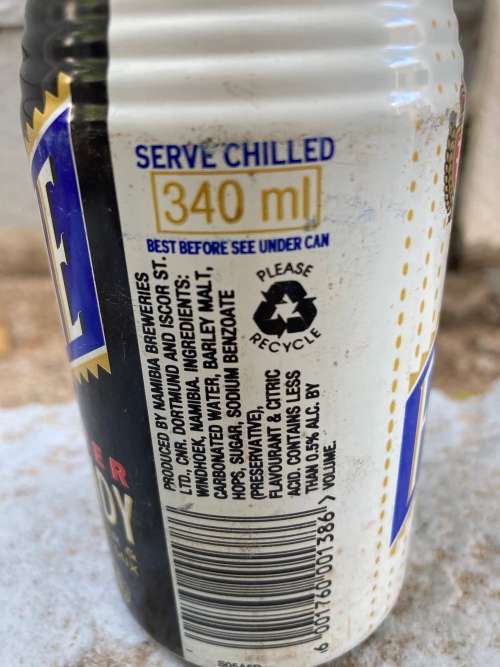 SERVE CHILLED
340 ml
BEST BEFORE SEE UNDER CAN
PLEASE
RECYCLE
PRODUCED BY NAMIBIA BREWERIES
LTD., CNR. DORTMUND AND ISCOR ST.
WINDHOEK, NAMIBIA. INGREDIENTS:
CARBONATED WATER, BARLEY MALT,
HOPS, SUGAR, SODIUM BENZOATE
(PRESERVATIVE),
FLAVOURANT & CITRIC
ACID. CONTAINS LESS
THAN 0.5% ALC. BY
VOLUME.
6 001760 001386 >
E
ER
DY